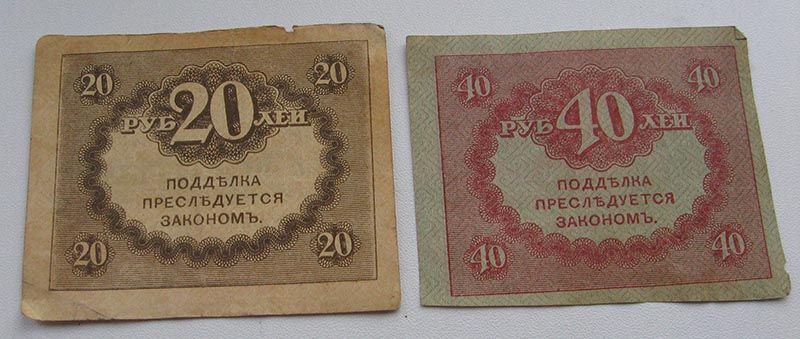 20 20
РУБ 20 ЛЕЙ
ПОДДѢЛКА
ПРЕСЛѢДУЕТСЯ
ЗАКОНОМЪ.
20 20
40 40
РУБ 40 ЛЕЙ
ПОДДѢЛКА
ПРЕСЛѢДУЕТСЯ
ЗАКОНОМЪ.
40 40